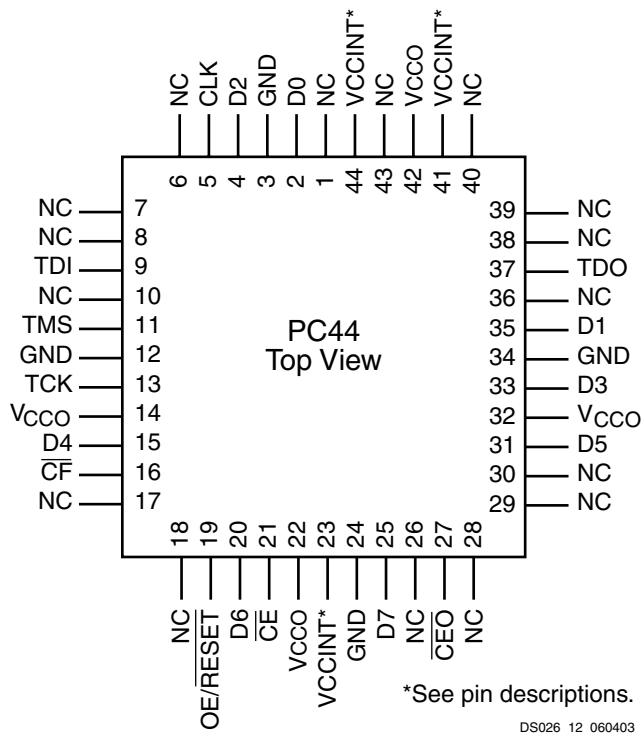 NC CLK D2 GND D0 NC VCCINT* NC VCCO VCCINT* NC
6 5 4 3 2 1 44 43 42 41 40
NC 7
NC 8
TDI 9
NC 10
TMS 11
GND 12
TCK 13
VCCO 14
D4 15
CF 16
NC 17
PC44
Top View
39 NC
38 NC
37 TDO
36 NC
35 D1
34 GND
33 D3
32 VCCO
31 D5
30 NC
29 NC
18 19 20 21 22 23 24 25 26 27 28
NC OE/RESET D6 CE VCCO VCCINT* GND D7 NC CEO NC
*See pin descriptions.
DS026_12_060403